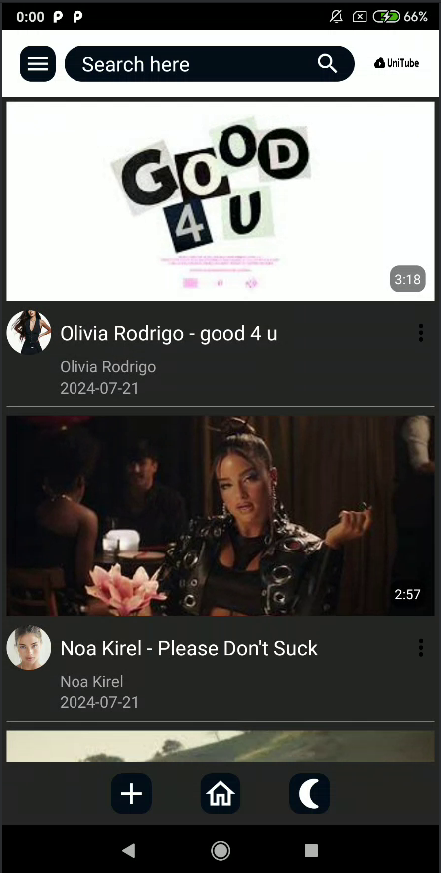 0:00
66%
Search here
UniTube
GOOD
4 U
3:18
Olivia Rodrigo - good 4 u
Olivia Rodrigo
2024-07-21
2:57
Noa Kirel - Please Don't Suck
Noa Kirel
2024-07-21